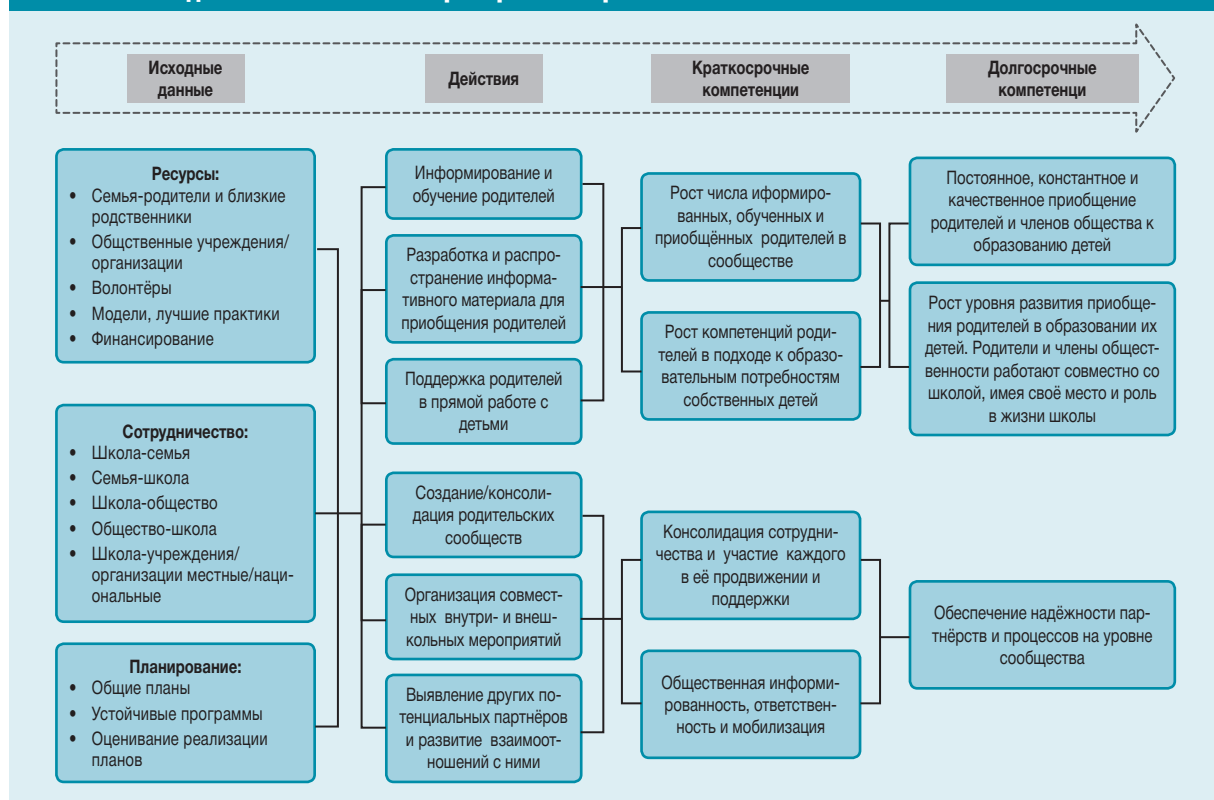 Исходные
данные
Действия
Краткосрочные
компетенции
Долгосрочные
компетенци
Ресурсы:
• Семья-родители и близкие
родственники
• Общственные учреждения/
организации
• Волонтёры
• Модели, лучшие практики
• Финансирование
Сотрудничество:
• Школа-семья
• Семья-школа
• Школа-общество
• Общество-школа
• Школа-учреждения/
организации местные/наци-
ональные
Планирование:
• Общие планы
• Устойчивые программы
• Оценивание реализации
планов
Информирование и
обучение родителей
Разработка и распро-
странение информа-
тивного материала для
приобщения родителей
Поддержка родителей
в прямой работе с
детьми
Создание/консоли-
дация родительских
сообществ
Организация совмест-
ных внутри- и внеш-
кольных мероприятий
Выявление других по-
тенциальных партнёров
и развитие взаимоот-
ношений с ними
Рост числа иформиро-
ванных, обученных и
приобщённых родителей в
сообществе
Рост компетенций роди-
телей в подходе к образо-
вательным потребностям
собственных детей
Консолидация сотрудни-
чества и участие каждого
в её продвижении и
поддержки
Общественная информи-
рованность, ответствен-
ность и мобилизация
Постоянное, константное и
качественное приобщение
родителей и членов общества к
образованию детей
Рост уровня развития приобще-
ния родителей в образовании их
детей. Родители и члены общест-
венности работают совместно со
школой, имея своё место и роль
в жизни школы
Обеспечение надёжности пар-
тнёрств и процессов на уровне
сообщества